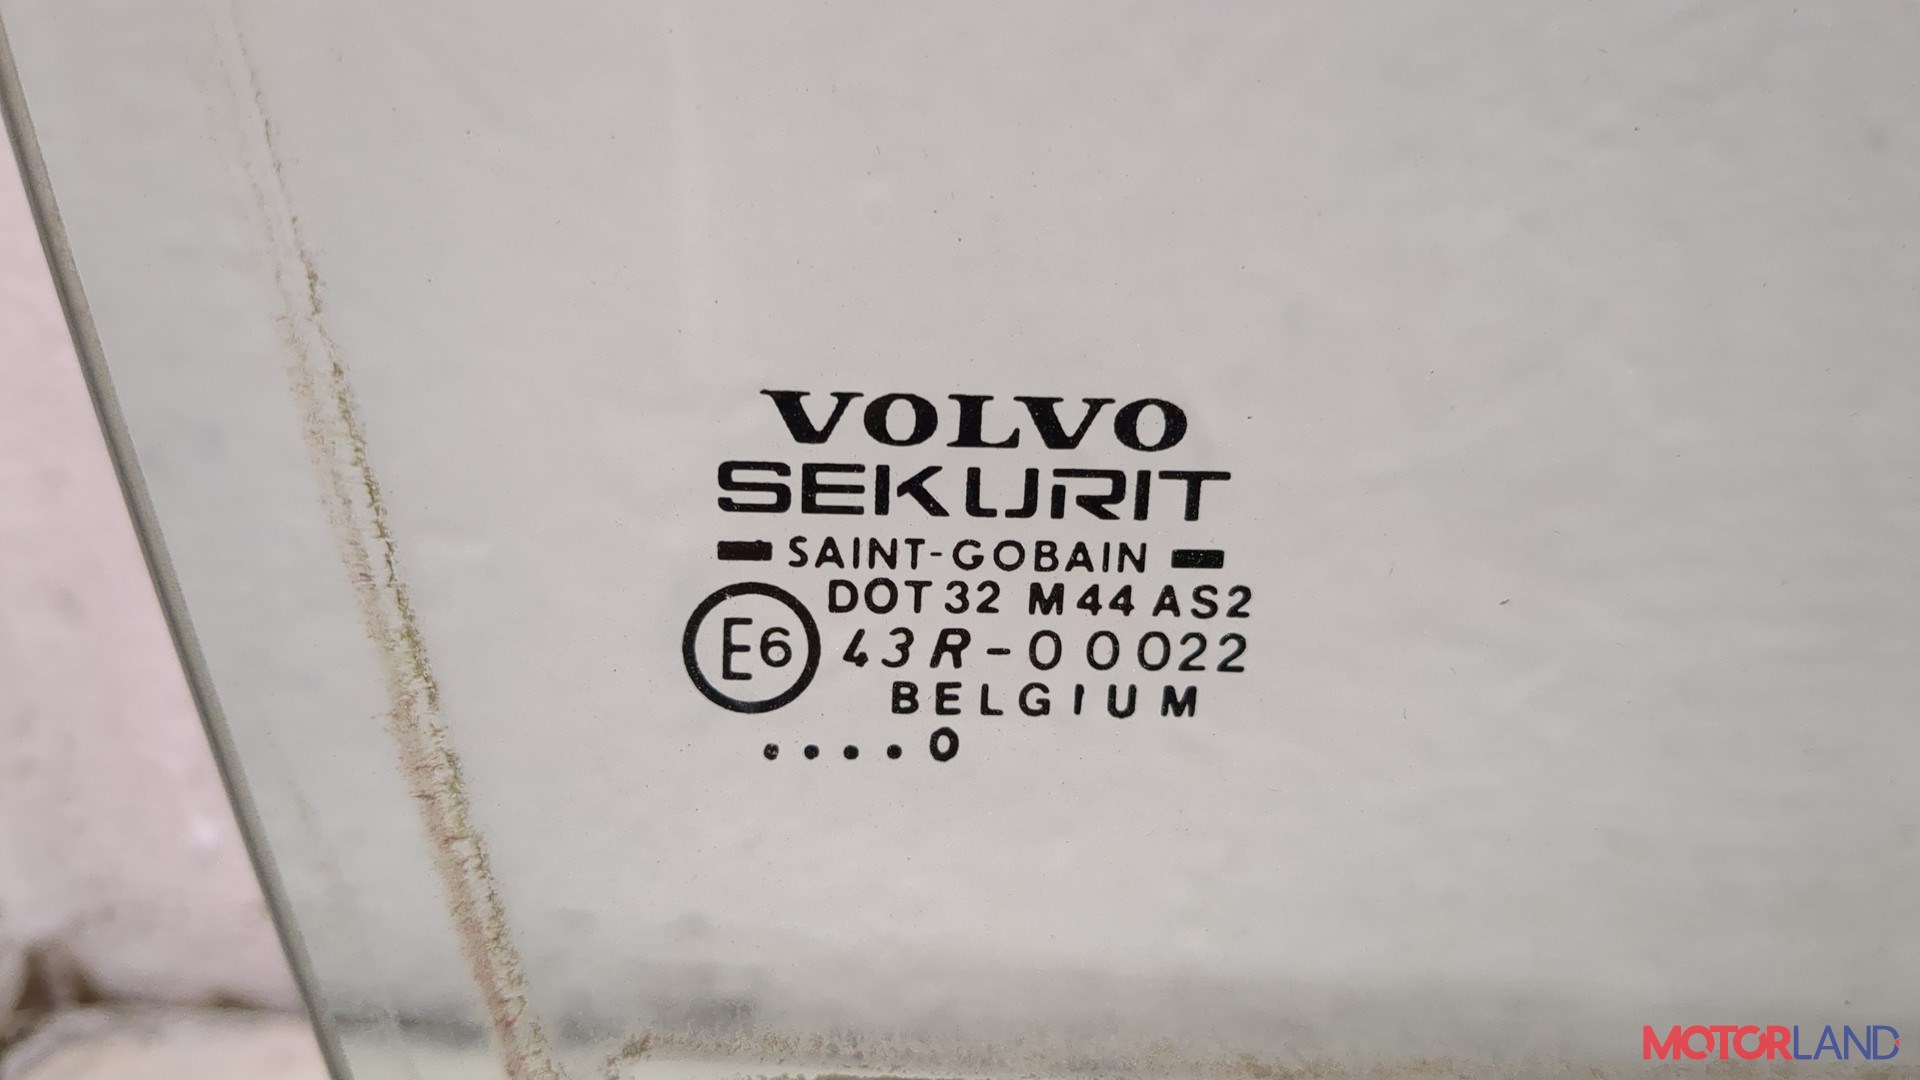 VOLVO
SEKURIT
SAINT-GOBAIN
DOT 32 M44 AS2
E6 43R-00022
BELGIUM
....0
MOTORLAND